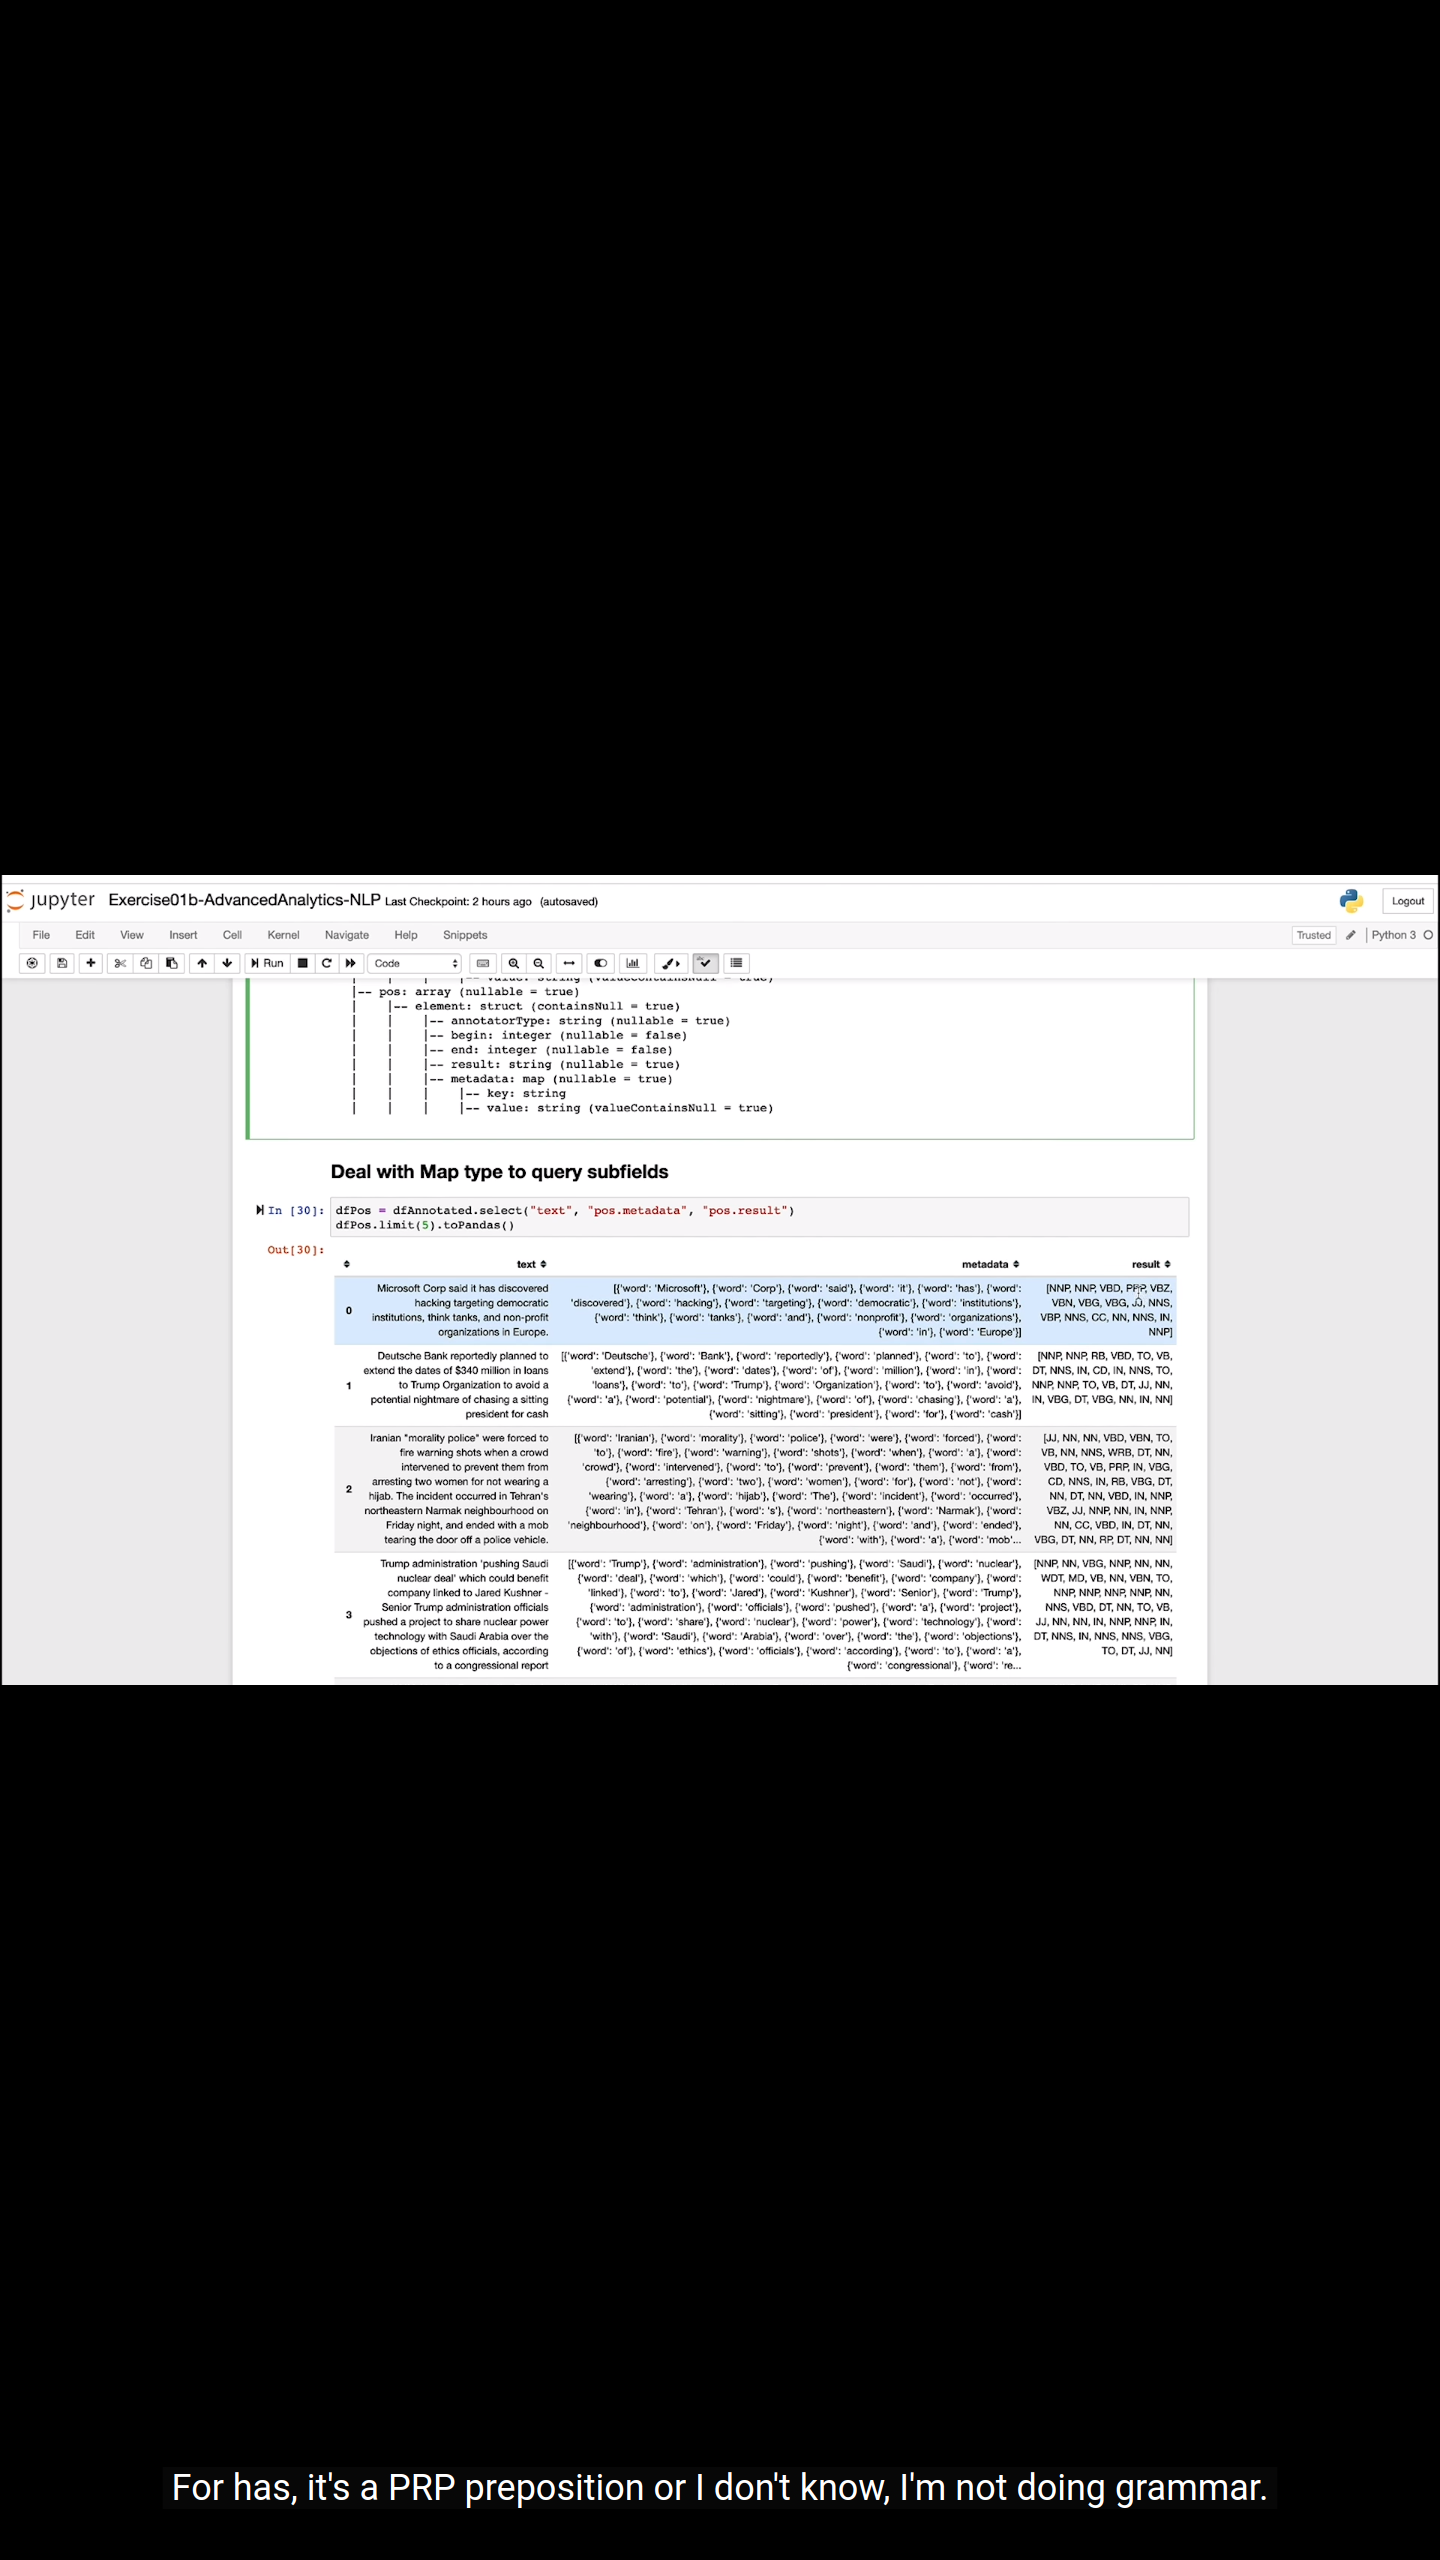 jupyter Exercise01b-AdvancedAnalytics-NLP Last Checkpoint: 2 hours ago (autosaved) Logout
File Edit View Insert Cell Kernel Navigate Help Snippets Trusted Python 3
Run Code
|-- value: string (valueContainsNull = true)
|-- pos: array (nullable = true)
| |-- element: struct (containsNull = true)
| | |-- annotatorType: string (nullable = true)
| | |-- begin: integer (nullable = false)
| | |-- end: integer (nullable = false)
| | |-- result: string (nullable = true)
| | |-- metadata: map (nullable = true)
| | | |-- key: string
| | | |-- value: string (valueContainsNull = true)
Deal with Map type to query subfields
In [30]: dfPos = dfAnnotated.select("text", "pos.metadata", "pos.result")
dfPos.limit(5).toPandas()
Out[30]:
text metadata result
Microsoft Corp said it has discovered [{'word': 'Microsoft'}, {'word': 'Corp'}, {'word': 'said'}, {'word': 'it'}, {'word': 'has'}, {'word': [NNP, NNP, VBD, PRP, VBZ,
hacking targeting democratic 'discovered'}, {'word': 'hacking'}, {'word': 'targeting'}, {'word': 'democratic'}, {'word': 'institutions'}, VBN, VBG, VBG, JJ, NNS,
0 institutions, think tanks, and non-profit {'word': 'think'}, {'word': 'tanks'}, {'word': 'and'}, {'word': 'nonprofit'}, {'word': 'organizations'}, VBP, NNS, CC, NN, NNS, IN,
organizations in Europe. {'word': 'in'}, {'word': 'Europe'}] NNP]
Deutsche Bank reportedly planned to [{'word': 'Deutsche'}, {'word': 'Bank'}, {'word': 'reportedly'}, {'word': 'planned'}, {'word': 'to'}, {'word': [NNP, NNP, RB, VBD, TO, VB,
extend the dates of $340 million in loans 'extend'}, {'word': 'the'}, {'word': 'dates'}, {'word': 'of'}, {'word': 'million'}, {'word': 'in'}, {'word': DT, NNS, IN, CD, IN, NNS, TO,
1 to Trump Organization to avoid a 'loans'}, {'word': 'to'}, {'word': 'Trump'}, {'word': 'Organization'}, {'word': 'to'}, {'word': 'avoid'}, NNP, NNP, TO, VB, DT, JJ, NN,
potential nightmare of chasing a sitting {'word': 'a'}, {'word': 'potential'}, {'word': 'nightmare'}, {'word': 'of'}, {'word': 'chasing'}, {'word': 'a'}, IN, VBG, DT, VBG, NN, IN, NN]
president for cash {'word': 'sitting'}, {'word': 'president'}, {'word': 'for'}, {'word': 'cash'}]
Iranian "morality police" were forced to [{'word': 'Iranian'}, {'word': 'morality'}, {'word': 'police'}, {'word': 'were'}, {'word': 'forced'}, {'word': [JJ, NN, NN, VBD, VBN, TO,
fire warning shots when a crowd 'to'}, {'word': 'fire'}, {'word': 'warning'}, {'word': 'shots'}, {'word': 'when'}, {'word': 'a'}, {'word': VB, NN, NNS, WRB, DT, NN,
intervened to prevent them from 'crowd'}, {'word': 'intervened'}, {'word': 'to'}, {'word': 'prevent'}, {'word': 'them'}, {'word': 'from'}, VBD, TO, VB, PRP, IN, VBG,
arresting two women for not wearing a {'word': 'arresting'}, {'word': 'two'}, {'word': 'women'}, {'word': 'for'}, {'word': 'not'}, {'word': CD, NNS, IN, RB, VBG, DT,
2 hijab. The incident occurred in Tehran's 'wearing'}, {'word': 'a'}, {'word': 'hijab'}, {'word': 'The'}, {'word': 'incident'}, {'word': 'occurred'}, NN, DT, NN, VBD, IN, NNP,
northeastern Narmak neighbourhood on {'word': 'in'}, {'word': 'Tehran'}, {'word': 's'}, {'word': 'northeastern'}, {'word': 'Narmak'}, {'word': VBZ, JJ, NNP, NN, IN, NNP,
Friday night, and ended with a mob 'neighbourhood'}, {'word': 'on'}, {'word': 'Friday'}, {'word': 'night'}, {'word': 'and'}, {'word': 'ended'}, NN, CC, VBD, IN, DT, NN,
tearing the door off a police vehicle. {'word': 'with'}, {'word': 'a'}, {'word': 'mob'... VBG, DT, NN, RP, DT, NN, NN]
Trump administration 'pushing Saudi [{'word': 'Trump'}, {'word': 'administration'}, {'word': 'pushing'}, {'word': 'Saudi'}, {'word': 'nuclear'}, [NNP, NN, VBG, NNP, NN, NN,
nuclear deal' which could benefit {'word': 'deal'}, {'word': 'which'}, {'word': 'could'}, {'word': 'benefit'}, {'word': 'company'}, {'word': WDT, MD, VB, NN, VBN, TO,
company linked to Jared Kushner - 'linked'}, {'word': 'to'}, {'word': 'Jared'}, {'word': 'Kushner'}, {'word': 'Senior'}, {'word': 'Trump'}, NNP, NNP, NNP, NNP, NN,
Senior Trump administration officials {'word': 'administration'}, {'word': 'officials'}, {'word': 'pushed'}, {'word': 'a'}, {'word': 'project'}, NNS, VBD, DT, NN, TO, VB,
3 pushed a project to share nuclear power {'word': 'to'}, {'word': 'share'}, {'word': 'nuclear'}, {'word': 'power'}, {'word': 'technology'}, {'word': JJ, NN, NN, IN, NNP, NNP, IN,
technology with Saudi Arabia over the 'with'}, {'word': 'Saudi'}, {'word': 'Arabia'}, {'word': 'over'}, {'word': 'the'}, {'word': 'objections'}, DT, NNS, IN, NNS, NNS, VBG,
objections of ethics officials, according {'word': 'of'}, {'word': 'ethics'}, {'word': 'officials'}, {'word': 'according'}, {'word': 'to'}, {'word': 'a'}, TO, DT, JJ, NN]
to a congressional report {'word': 'congressional'}, {'word': 're...
For has, it's a PRP preposition or I don't know, I'm not doing grammar.